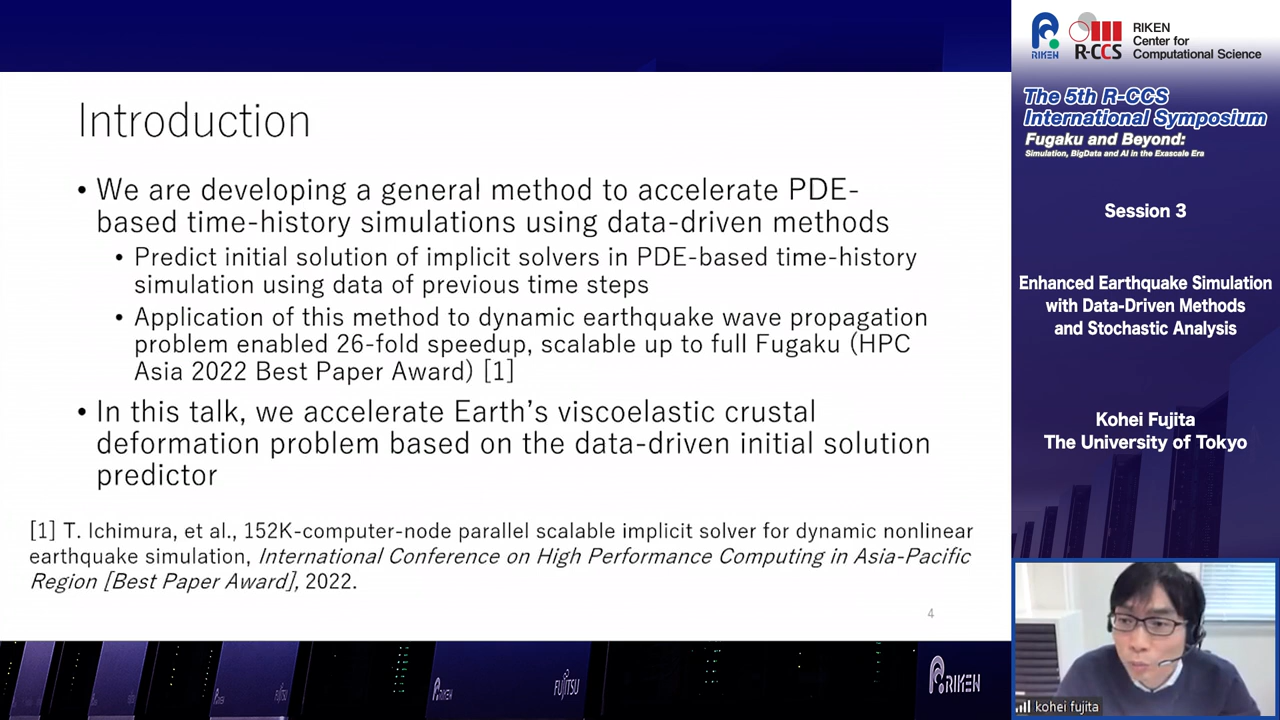 Introduction
• We are developing a general method to accelerate PDE-
based time-history simulations using data-driven methods
• Predict initial solution of implicit solvers in PDE-based time-history
simulation using data of previous time steps
• Application of this method to dynamic earthquake wave propagation
problem enabled 26-fold speedup, scalable up to full Fugaku (HPC
Asia 2022 Best Paper Award) [1]
• In this talk, we accelerate Earth's viscoelastic crustal
deformation problem based on the data-driven initial solution
predictor
[1] T. Ichimura, et al., 152K-computer-node parallel scalable implicit solver for dynamic nonlinear
earthquake simulation, International Conference on High Performance Computing in Asia-Pacific
Region [Best Paper Award], 2022.
4
RIKEN
FUJITSU
RIKEN
RIKEN
R-CCS
RIKEN
Center for
Computational Science
The 5th R-CCS
International Symposium
Fugaku and Beyond:
Simulation, BigData and AI in the Exascale Era
Session 3
Enhanced Earthquake Simulation
with Data-Driven Methods
and Stochastic Analysis
Kohei Fujita
The University of Tokyo
kohei fujita